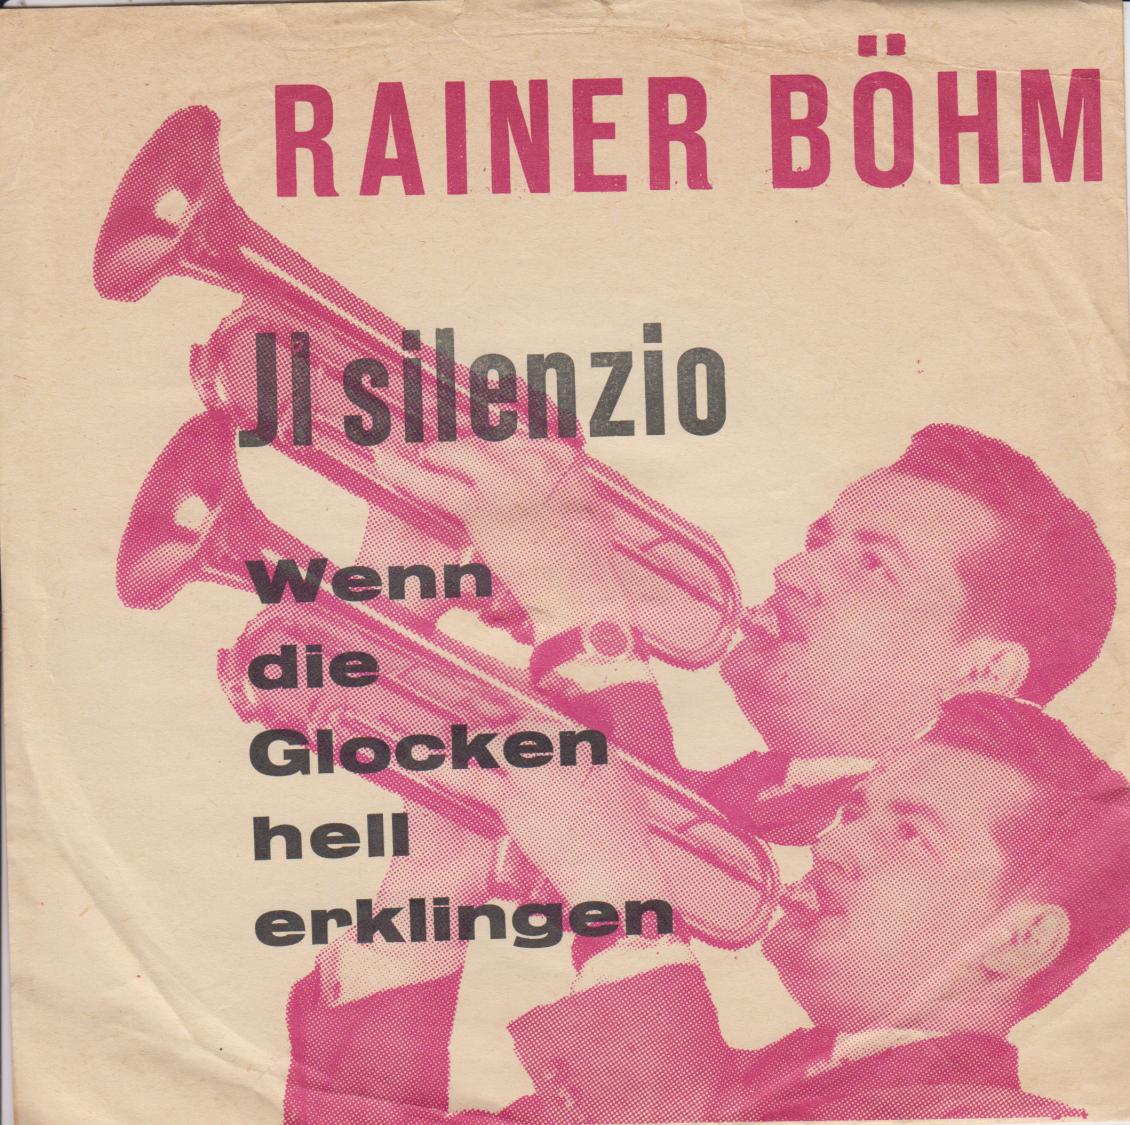 RAINER BÖHM
Jl silenzio
Wenn
die
Glocken
hell
erklingen